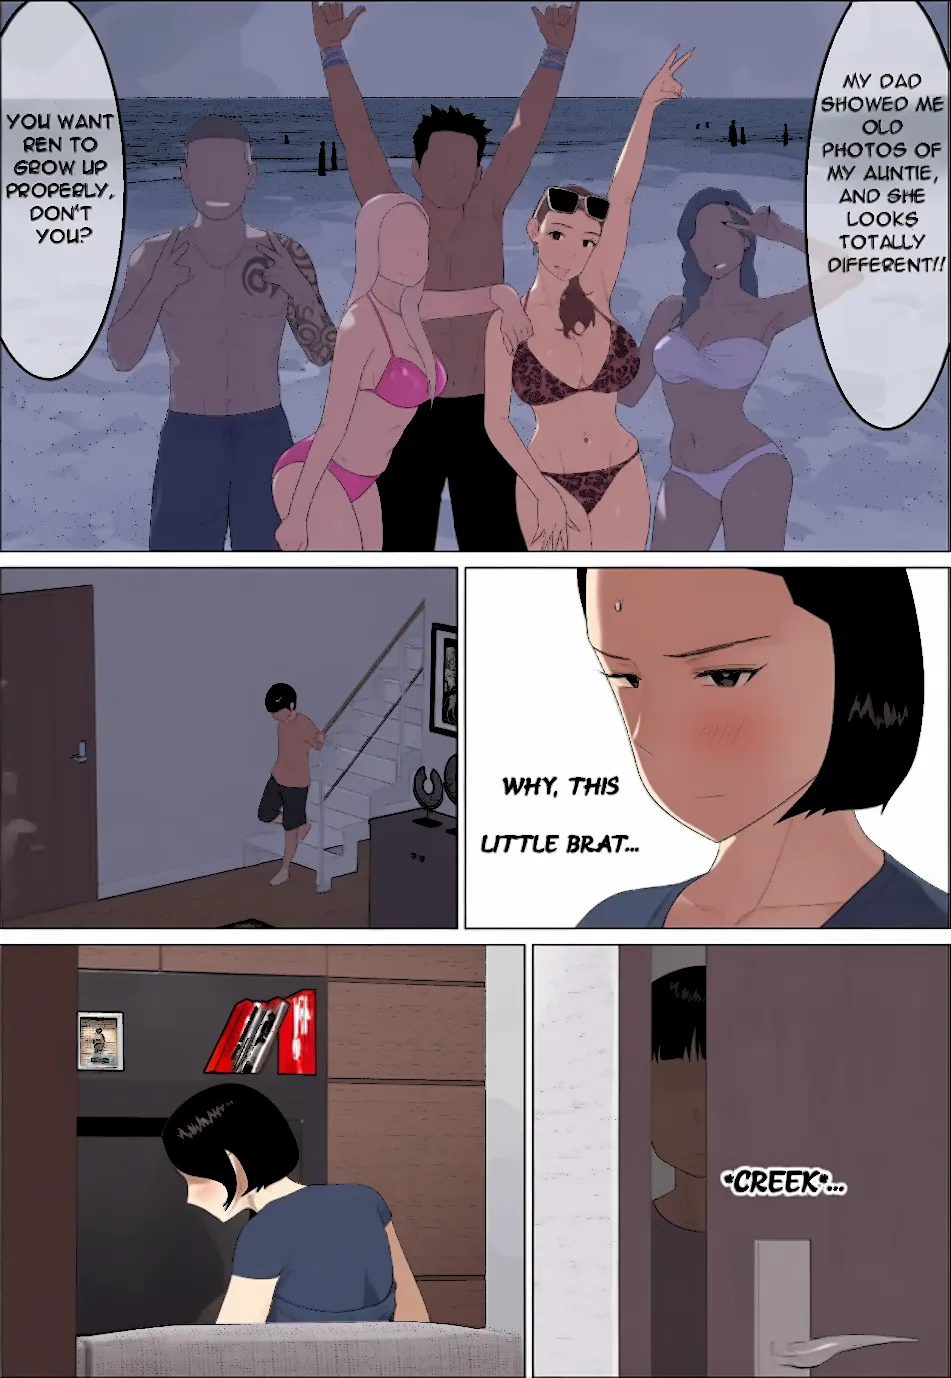 YOU WANT
REN TO
GROW UP
PROPERLY,
DON'T
YOU?
MY DAD
SHOWED ME
OLD
PHOTOS OF
MY AUNTIE,
AND SHE
LOOKS
TOTALLY
DIFFERENT!!
WHY, THIS
LITTLE BRAT...
*CREEK*...